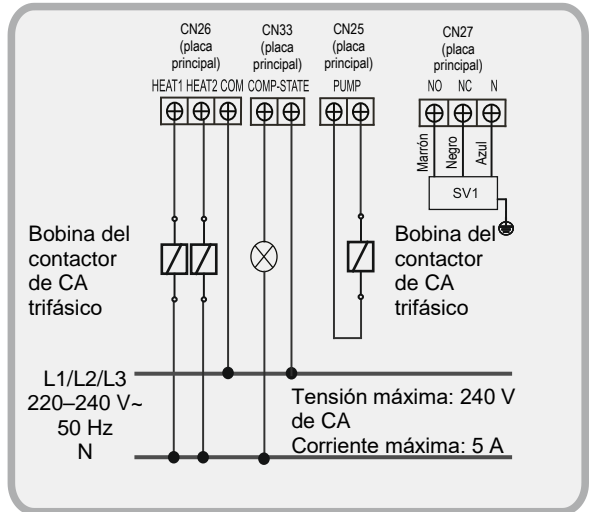 CN26
(placa
principal)
CN33
(placa
principal)
CN25
(placa
principal)
CN27
(placa
principal)
HEAT1 HEAT2 COM
COMP-STATE
PUMP
NO NC N
Marrón
Negro
Azul
SV1
Bobina del
contactor
de CA
trifásico
Bobina del
contactor
de CA
trifásico
L1/L2/L3
220–240 V~
50 Hz
N
Tensión máxima: 240 V
de CA
Corriente máxima: 5 A